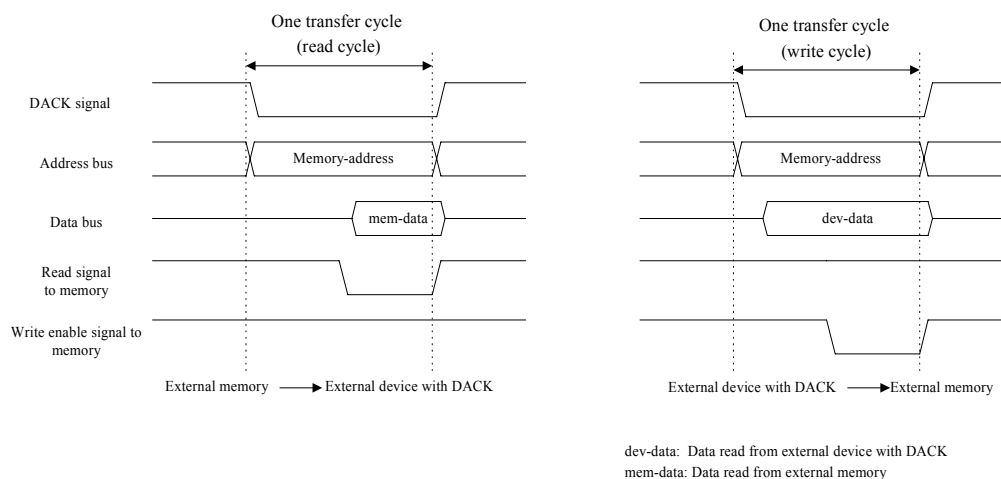 One transfer cycle
(read cycle)
One transfer cycle
(write cycle)
DACK signal
Address bus
Memory-address
Memory-address
Data bus
mem-data
dev-data
Read signal
to memory
Write enable signal to
memory
External memory
External device with DACK
External device with DACK
External memory
dev-data: Data read from external device with DACK
mem-data: Data read from external memory